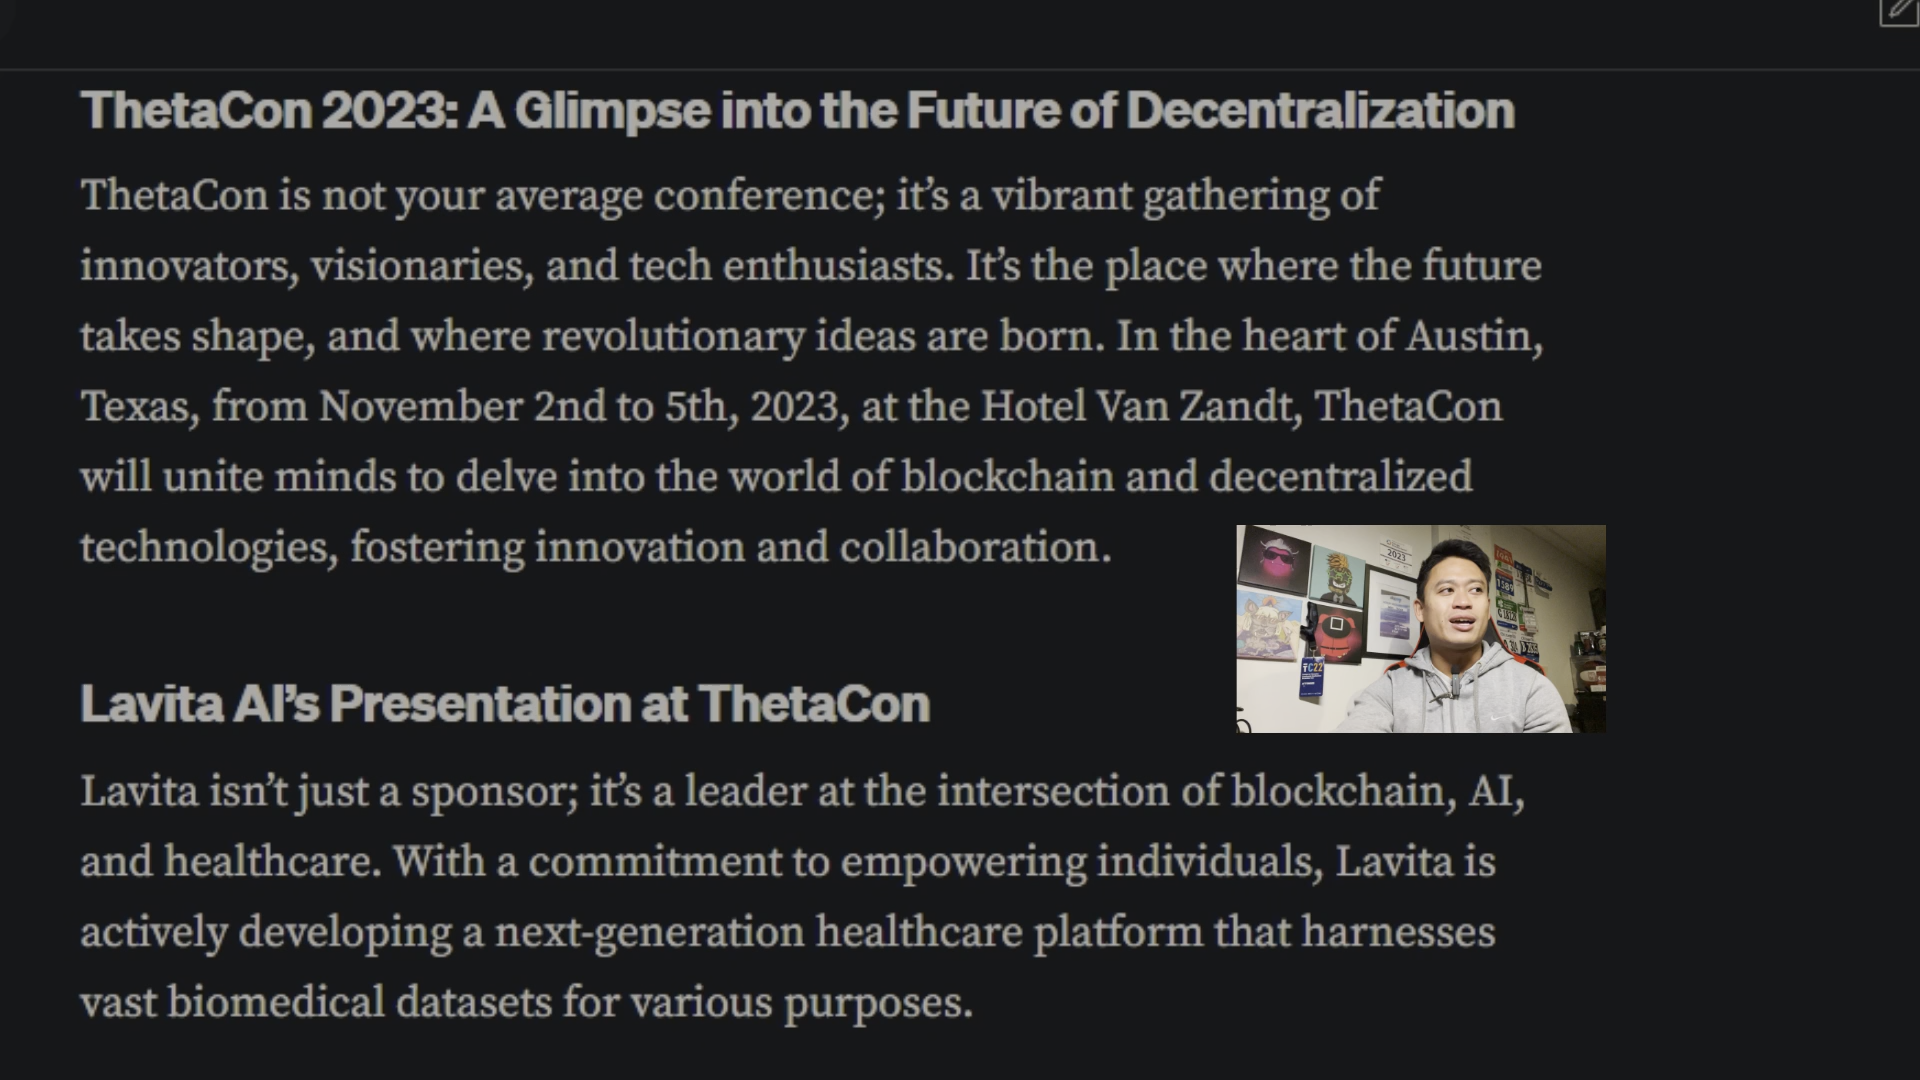 ThetaCon 2023: A Glimpse into the Future of Decentralization
ThetaCon is not your average conference; it’s a vibrant gathering of
innovators, visionaries, and tech enthusiasts. It’s the place where the future
takes shape, and where revolutionary ideas are born. In the heart of Austin,
Texas, from November 2nd to 5th, 2023, at the Hotel Van Zandt, ThetaCon
will unite minds to delve into the world of blockchain and decentralized
technologies, fostering innovation and collaboration.
2023
TC22
Lavita AI’s Presentation at ThetaCon
Lavita isn’t just a sponsor; it’s a leader at the intersection of blockchain, AI,
and healthcare. With a commitment to empowering individuals, Lavita is
actively developing a next-generation healthcare platform that harnesses
vast biomedical datasets for various purposes.